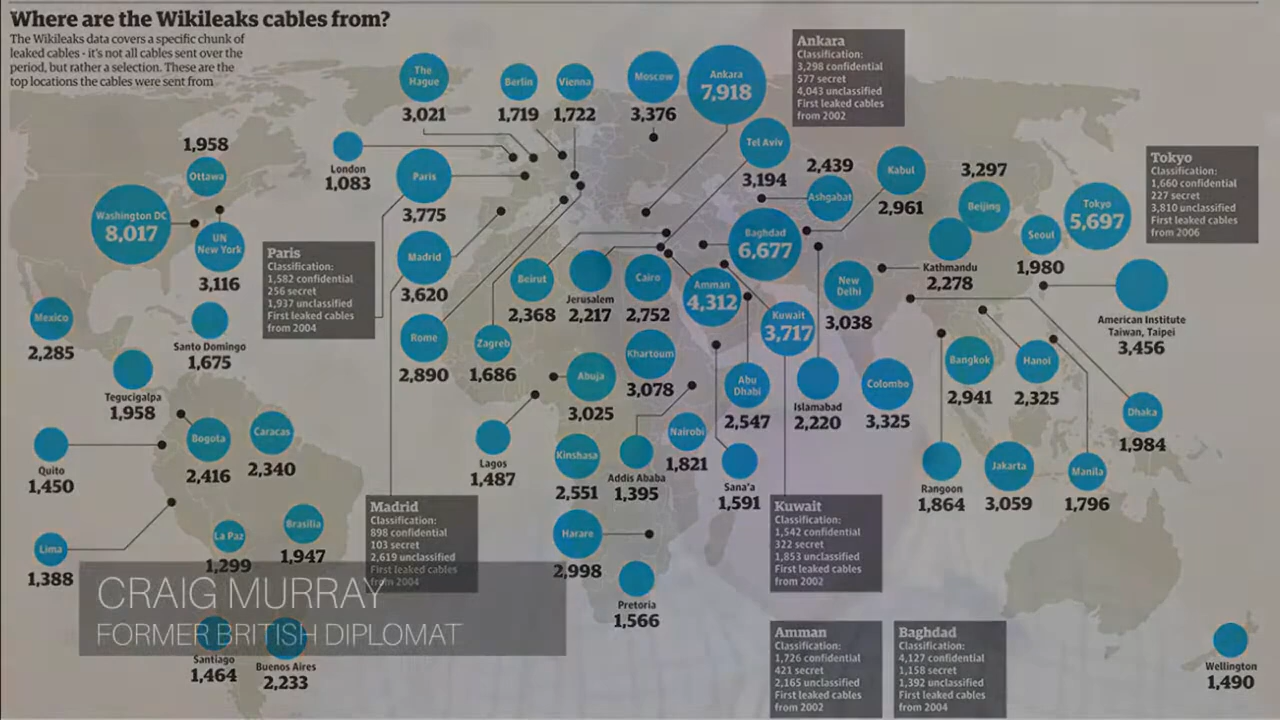 Where are the Wikileaks cables from?
The Wikileaks data covers a specific chunk of
leaked cables - it's not all cables sent over the
period, but rather a selection. These are the
top locations the cables were sent from
The
Hague
3,021
Berlin
1,719
Vienna
1,722
Moscow
3,376
Ankara
7,918
Ankara
Classification:
3,298 confidential
577 secret
4,043 unclassified
First leaked cables
from 2002
1,958
Ottawa
London
1,083
Paris
3,775
Tel Aviv
3,194
2,439
Ashgabat
Kabul
2,961
3,297
Beijing
Tokyo
5,697
Tokyo
Classification:
1,660 confidential
227 secret
3,810 unclassified
First leaked cables
from 2006
Washington DC
8,017
UN
New York
3,116
Paris
Classification:
1,582 confidential
256 secret
1,937 unclassified
First leaked cables
from 2004
Madrid
3,620
Beirut
2,368
Jerusalem
2,217
Cairo
2,752
Baghdad
6,677
Amman
4,312
Kuwait
3,717
New
Delhi
3,038
Kathmandu
2,278
Seoul
1,980
American Institute
Taiwan, Taipei
3,456
Mexico
2,285
Santo Domingo
1,675
Tegucigalpa
1,958
Rome
2,890
Zagreb
1,686
Abuja
3,025
Khartoum
3,078
Abu
Dhabi
2,547
Islamabad
2,220
Colombo
3,325
Bangkok
2,941
Hanoi
2,325
Dhaka
1,984
Quito
1,450
Bogota
2,416
Caracas
2,340
Lagos
1,487
Kinshasa
2,551
Addis Ababa
1,395
Nairobi
1,821
Sana'a
1,591
Rangoon
1,864
Jakarta
3,059
Manila
1,796
Lima
1,388
La Paz
1,299
Brasilia
1,947
Madrid
Classification:
898 confidential
103 secret
2,619 unclassified
First leaked cables
from 2004
Harare
2,998
Pretoria
1,566
Kuwait
Classification:
1,542 confidential
322 secret
1,853 unclassified
First leaked cables
from 2002
CRAIG MURRAY
FORMER BRITISH DIPLOMAT
Santiago
1,464
Buenos Aires
2,233
Amman
Classification:
1,726 confidential
421 secret
2,165 unclassified
First leaked cables
from 2002
Baghdad
Classification:
4,127 confidential
1,158 secret
1,392 unclassified
First leaked cables
from 2004
Wellington
1,490